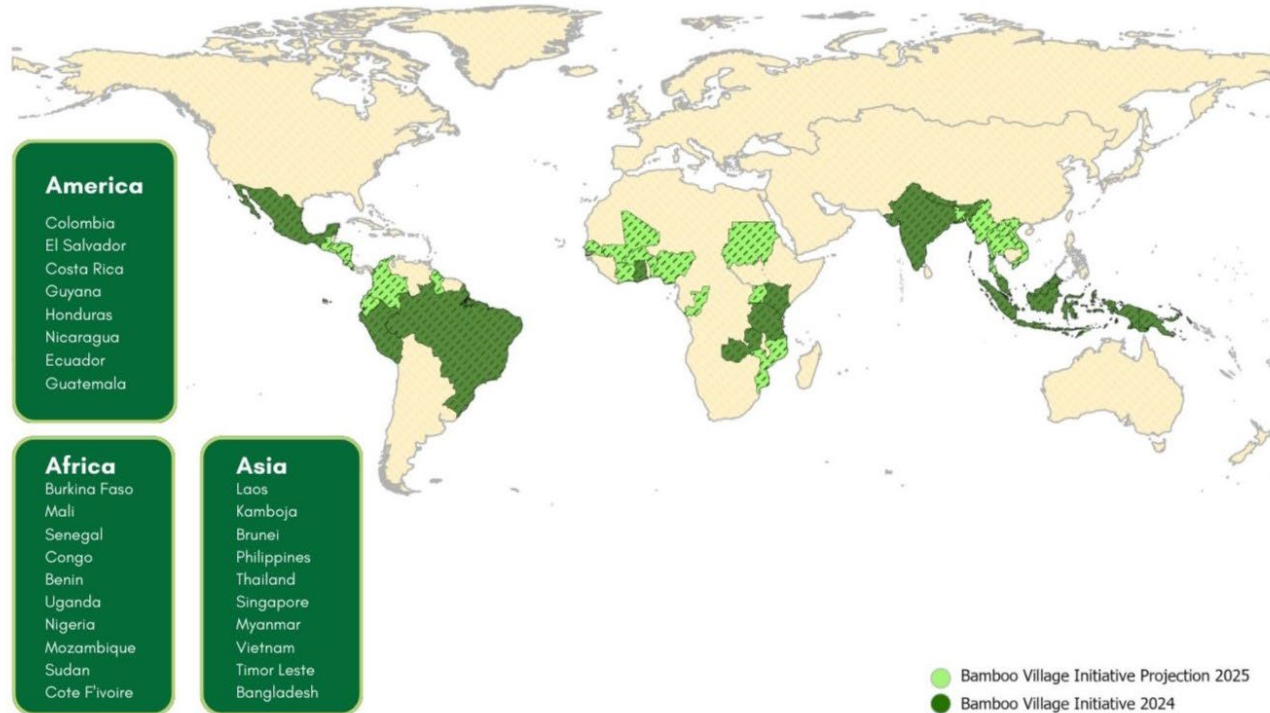 America
Colombia
El Salvador
Costa Rica
Guyana
Honduras
Nicaragua
Ecuador
Guatemala
Africa
Burkina Faso
Mali
Senegal
Congo
Benin
Uganda
Nigeria
Mozambique
Sudan
Cote F'ivoire
Asia
Laos
Kamboja
Brunei
Philippines
Thailand
Singapore
Myanmar
Vietnam
Timor Leste
Bangladesh
Bamboo Village Initiative Projection 2025
Bamboo Village Initiative 2024